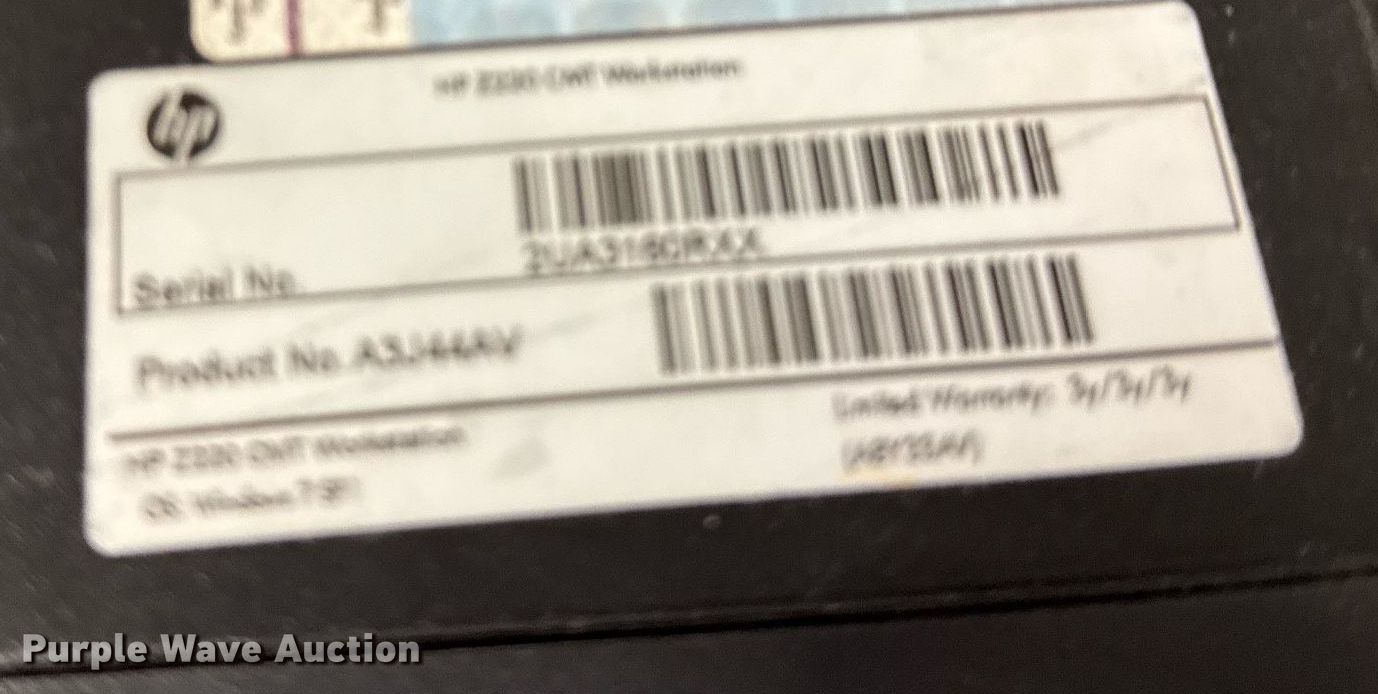 hp
HP Z220 CMT Workstation
2UA3160RXX
Serial No.
Product No. A3J44AV
HP Z220 CMT Workstation
Limited Warranty: 3y/3y/3y
OS: Windows 7 SP1
Purple Wave Auction